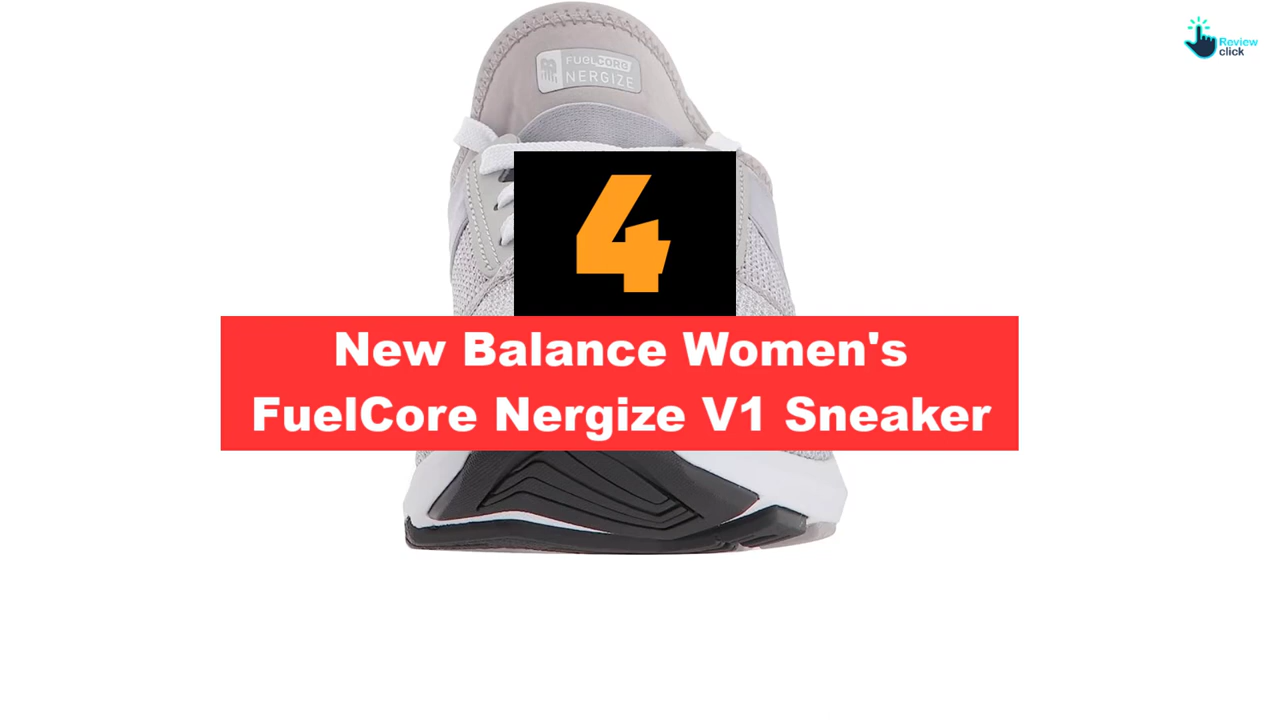 Review
click
FUELCORE
NERGIZE
4
New Balance Women's
FuelCore Nergize V1 Sneaker